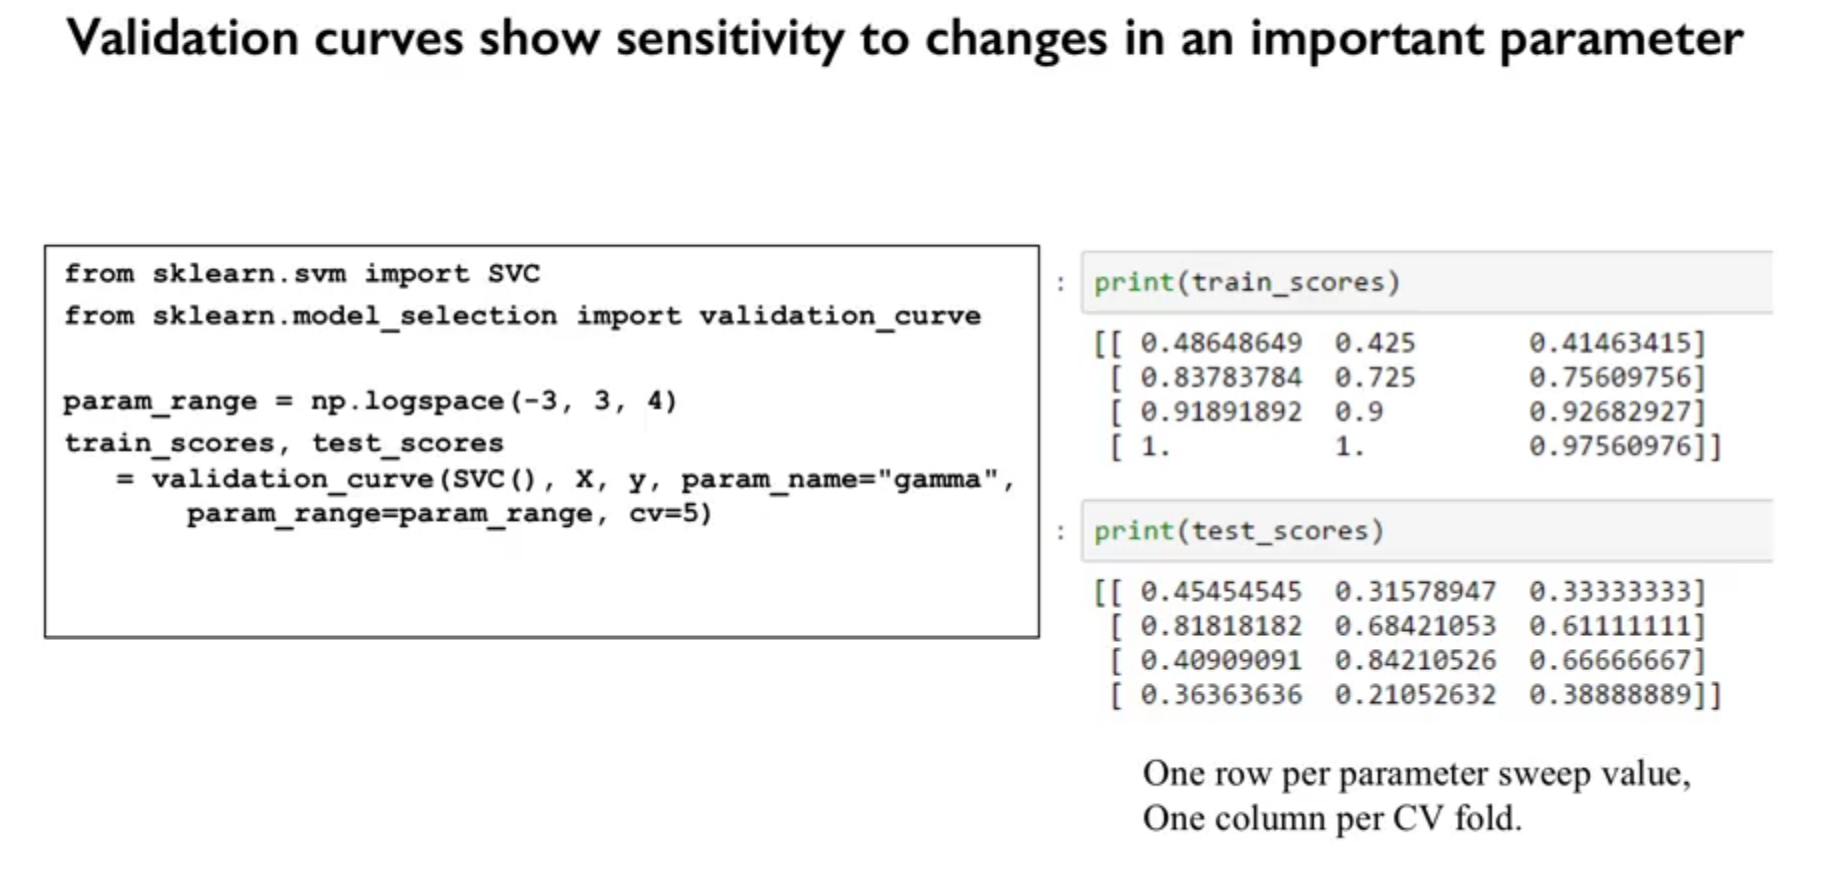 Validation curves show sensitivity to changes in an important parameter
from sklearn.svm import SVC
from sklearn.model_selection import validation_curve
param_range = np.logspace(-3, 3, 4)
train_scores, test_scores
= validation_curve(SVC(), X, y, param_name="gamma",
param_range=param_range, cv=5)
: print(train_scores)
[[ 0.48648649 0.425 0.41463415]
[ 0.83783784 0.725 0.75609756]
[ 0.91891892 0.9 0.92682927]
[ 1. 1. 0.97560976]]
: print(test_scores)
[[ 0.45454545 0.31578947 0.33333333]
[ 0.81818182 0.68421053 0.61111111]
[ 0.40909091 0.84210526 0.66666667]
[ 0.36363636 0.21052632 0.38888889]]
One row per parameter sweep value,
One column per CV fold.